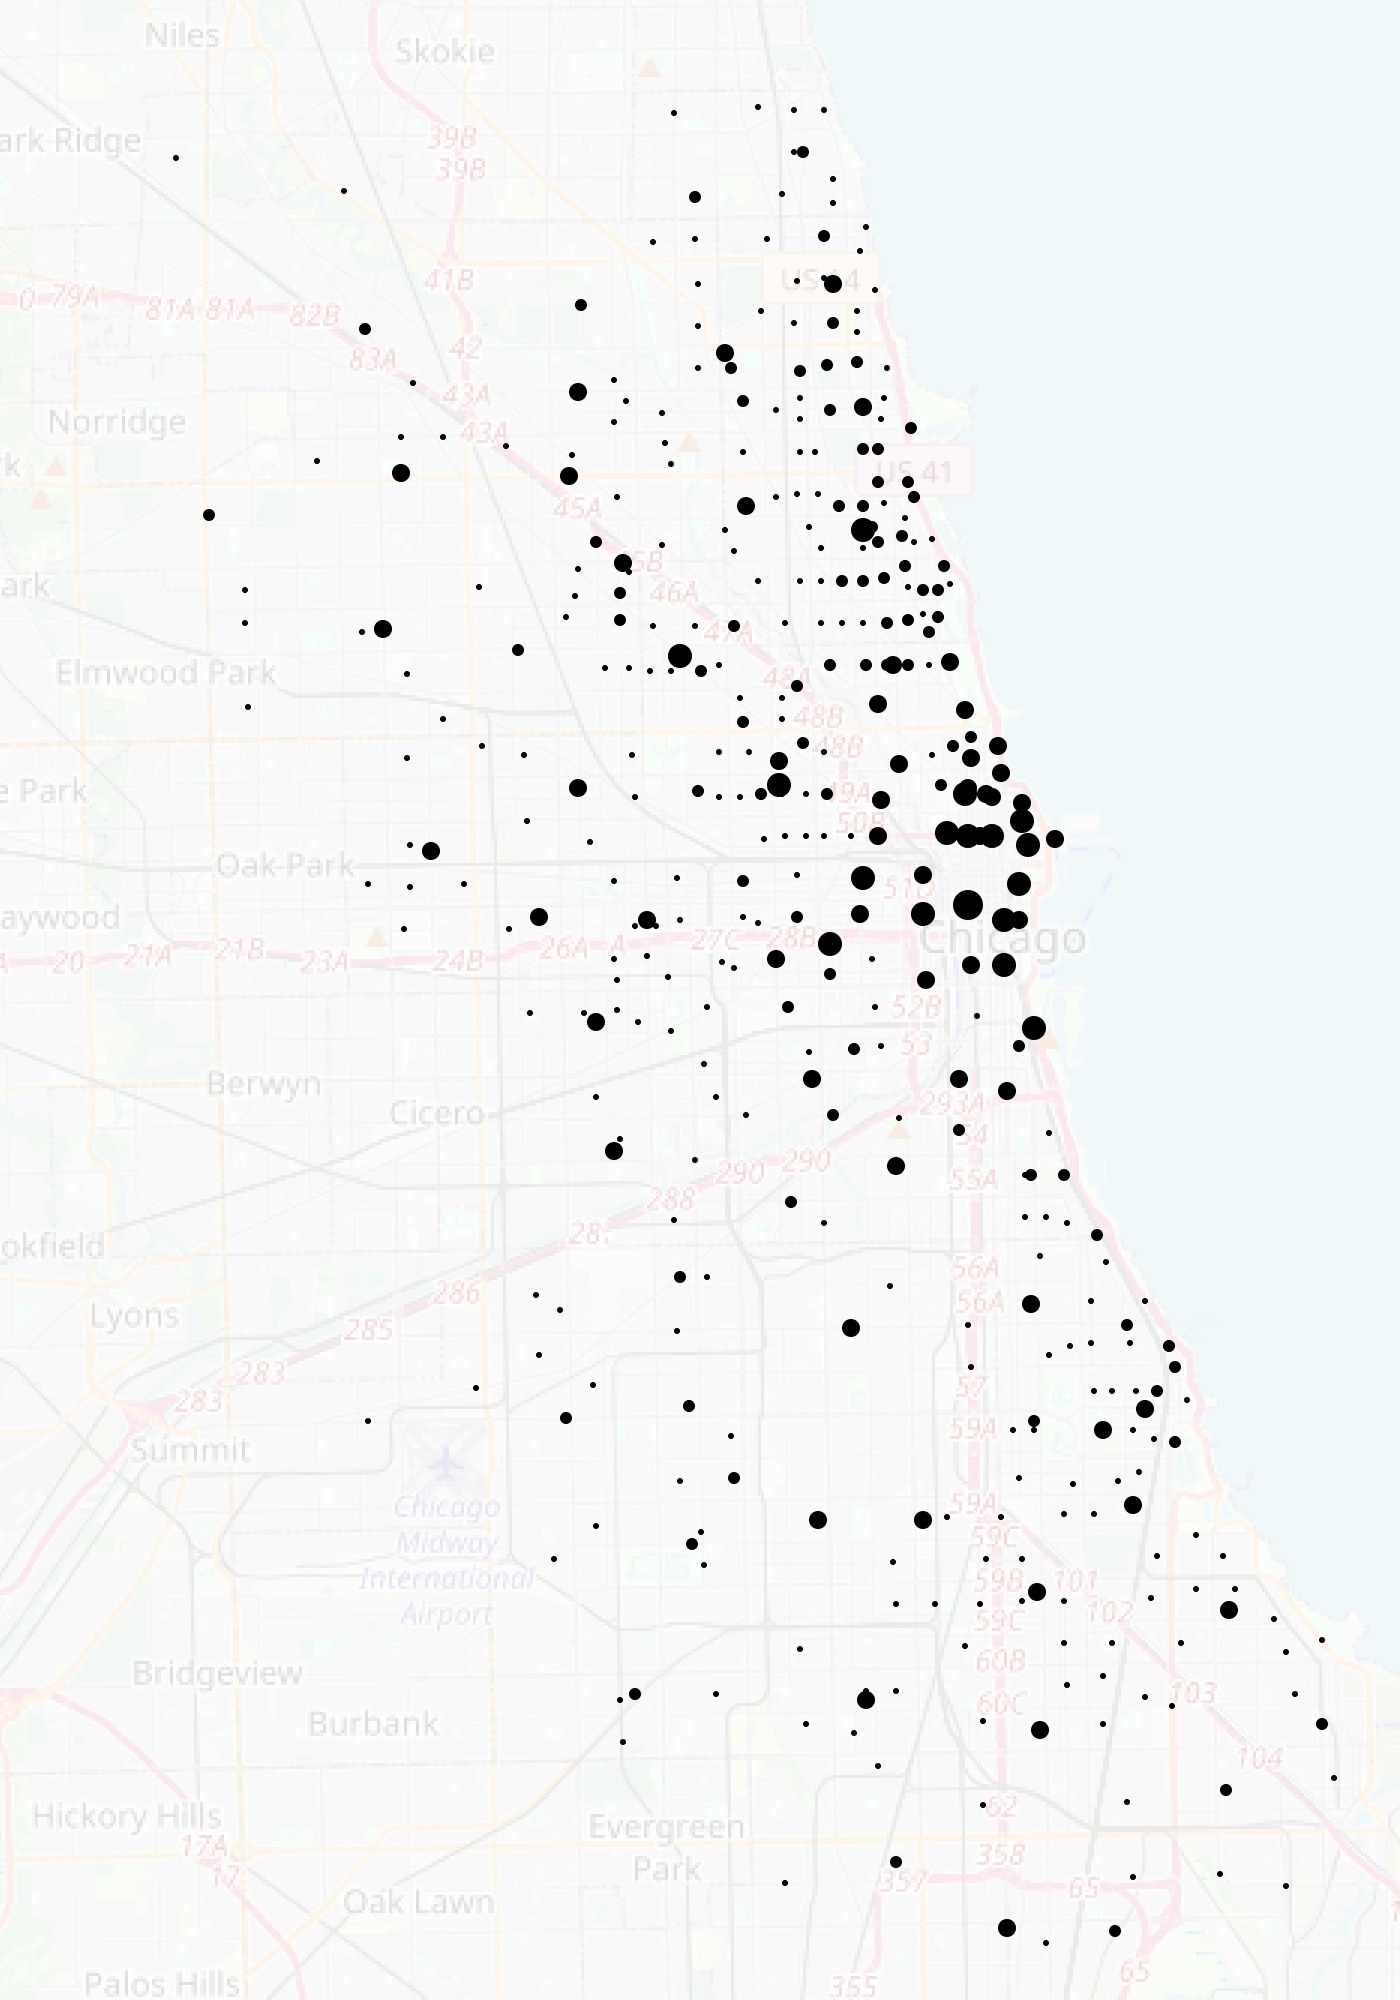 Niles
Skokie
39B
ark Ridge
39B
41B
0
79A
81A
81A
82B
42
83A
43A
Norridge
43A
US 41
45A
46A
ark
47A
Elmwood Park
48A
48B
48B
e Park
49A
50B
Oak Park
51D
aywood
20
21A
21B
23A
24B
26A
27C
28B
Chicago
52B
53
Berwyn
Cicero
293A
54
290
290
55A
288
okfield
56A
286
56A
Lyons
285
283
57
283
59A
Summit
Chicago
Midway
International
Airport
59A
59C
59B
101
59C
102
60B
Bridgeview
60C
103
Burbank
104
62
Hickory Hills
Evergreen
Park
17A
17
358
357
65
Oak Lawn
65
Palos Hills
355